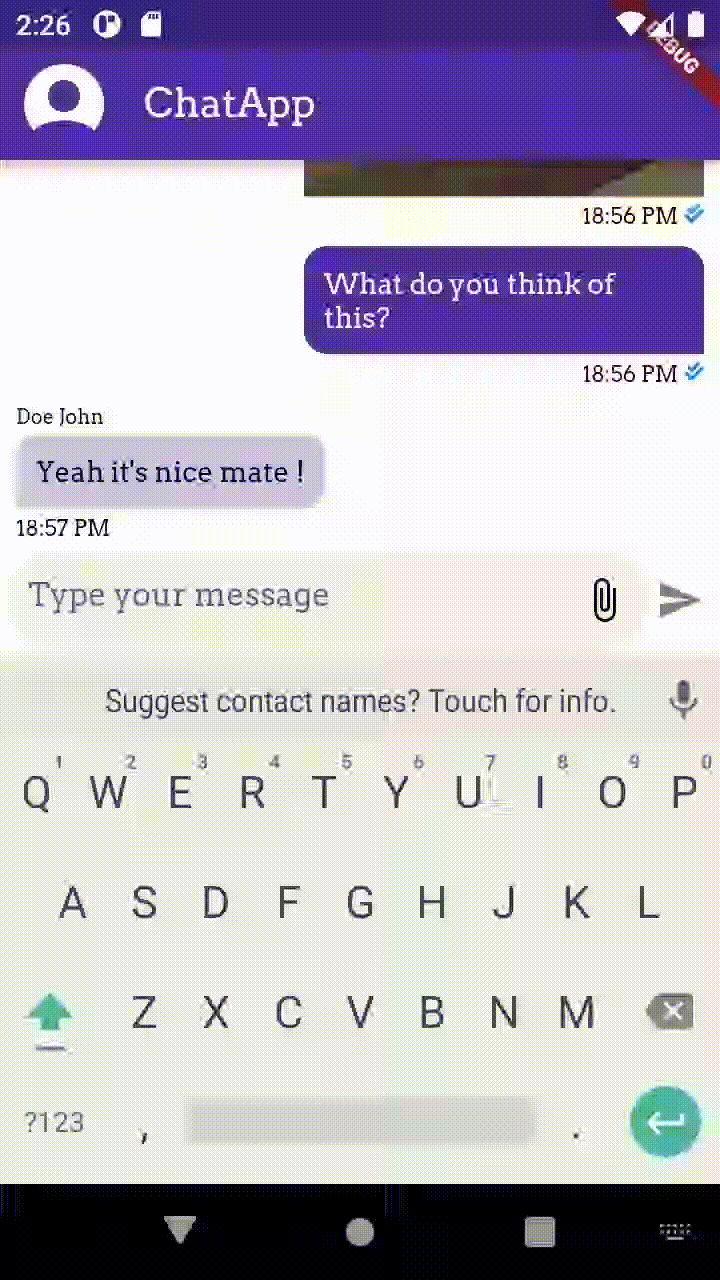 2:26
DEBUG
ChatApp
18:56 PM
What do you think of
this?
18:56 PM
Doe John
Yeah it's nice mate !
18:57 PM
Type your message
Suggest contact names? Touch for info.
1 2 3 4 5 6 7 8 9 0
Q W E R T Y U I O P
A S D F G H J K L
Z X C V B N M
?123 , .